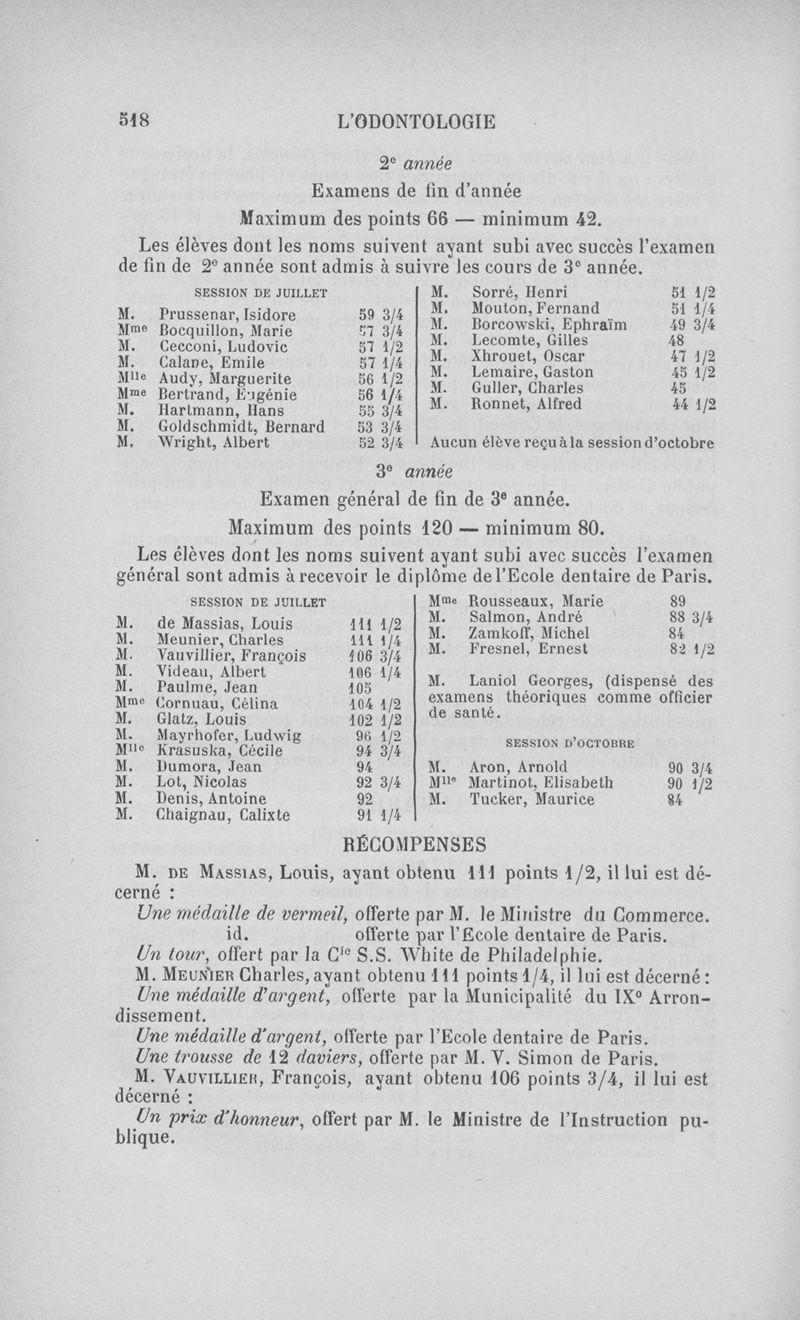 518 L'ODONTOLOGIE
2e année
Examens de fin d'année
Maximum des points 66 — minimum 42.
Les élèves dont les noms suivent ayant subi avec succès l'examen
de fin de 2e année sont admis à suivre les cours de 3e année.
SESSION DE JUILLET
M. Prussenar, Isidore 59 3/4
Mme Bocquillon, Marie 57 3/4
M. Cecconi, Ludovic 57 1/2
M. Calane, Emile 57 1/4
Mlle Audy, Marguerite 56 1/2
Mme Bertrand, Eugénie 56 1/4
M. Hartmann, Hans 55 3/4
M. Goldschmidt, Bernard 53 3/4
M. Wright, Albert 52 3/4
M. Sorré, Henri 51 1/2
M. Mouton, Fernand 51 1/4
M. Borcowski, Ephraïm 49 3/4
M. Lecomte, Gilles 48
M. Xhrouet, Oscar 47 1/2
M. Lemaire, Gaston 45 1/2
M. Guller, Charles 45
M. Ronnet, Alfred 44 1/2
Aucun élève reçu à la session d'octobre
3e année
Examen général de fin de 3e année.
Maximum des points 120 — minimum 80.
Les élèves dont les noms suivent ayant subi avec succès l'examen
général sont admis à recevoir le diplôme de l'Ecole dentaire de Paris.
SESSION DE JUILLET
M. de Massias, Louis 111 1/2
M. Meunier, Charles 111 1/4
M. Vauvillier, François 106 3/4
M. Videau, Albert 106 1/4
M. Paulme, Jean 105
Mme Cornuau, Célina 104 1/2
M. Glatz, Louis 102 1/2
M. Mayrhofer, Ludwig 96 1/2
Mlle Krasuska, Cécile 94 3/4
M. Dumora, Jean 94
M. Lot, Nicolas 92 3/4
M. Denis, Antoine 92
M. Chaignau, Calixte 91 1/4
Mme Rousseaux, Marie 89
M. Salmon, André 88 3/4
M. Zamkoff, Michel 84
M. Fresnel, Ernest 82 1/2
M. Laniol Georges, (dispensé des
examens théoriques comme officier
de santé.
SESSION D'OCTOBRE
M. Aron, Arnold 90 3/4
Mlle Martinot, Elisabeth 90 1/2
M. Tucker, Maurice 84
RÉCOMPENSES
M. DE MASSIAS, Louis, ayant obtenu 111 points 1/2, il lui est dé-
cerné :
Une médaille de vermeil, offerte par M. le Ministre du Commerce.
id. offerte par l'Ecole dentaire de Paris.
Un tour, offert par la Cie S.S. White de Philadelphie.
M. MEUNIER Charles, ayant obtenu 111 points 1/4, il lui est décerné :
Une médaille d'argent, offerte par la Municipalité du IXe Arron-
dissement.
Une médaille d'argent, offerte par l'Ecole dentaire de Paris.
Une trousse de 12 daviers, offerte par M. V. Simon de Paris.
M. VAUVILLIER, François, ayant obtenu 106 points 3/4, il lui est
décerné :
Un prix d'honneur, offert par M. le Ministre de l'Instruction pu-
blique.